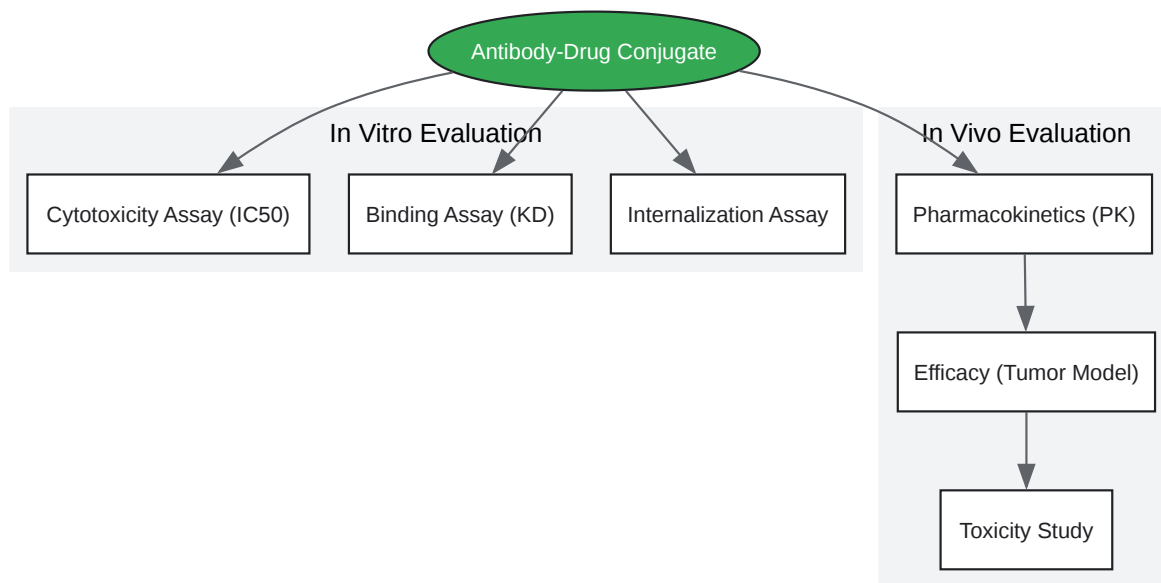 Antibody-Drug Conjugate
In Vitro Evaluation
In Vivo Evaluation
Cytotoxicity Assay (IC50)
Binding Assay (KD)
Internalization Assay
Pharmacokinetics (PK)
Efficacy (Tumor Model)
Toxicity Study